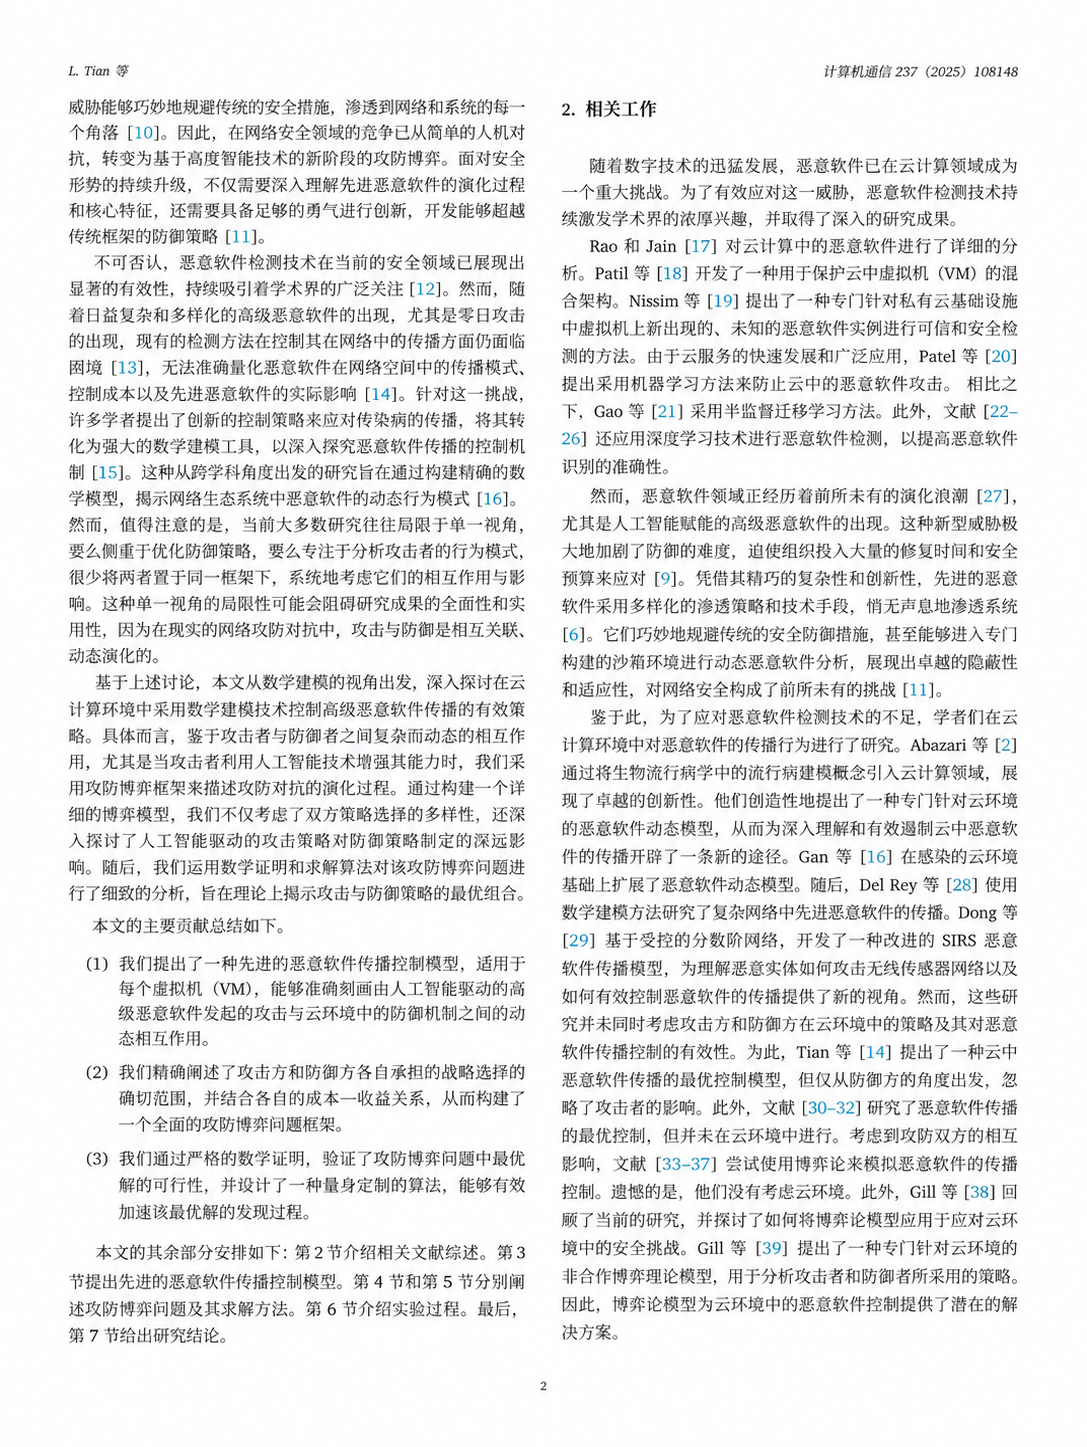 L. Tian 等
计算机通信 237（2025）108148
威胁能够巧妙地规避传统的安全措施，渗透到网络和系统的每一
个角落 [10]。因此，在网络安全领域的竞争已从简单的人机对
抗，转变为基于高度智能技术的新阶段的攻防博弈。面对安全
形势的持续升级，不仅需要深入理解先进恶意软件的演化过程
和核心特征，还需要具备足够的勇气进行创新，开发能够超越
传统框架的防御策略 [11]。
不可否认，恶意软件检测技术在当前的安全领域已展现出
显著的有效性，持续吸引着学术界的广泛关注 [12]。然而，随
着日益复杂和多样化的高级恶意软件的出现，尤其是零日攻击
的出现，现有的检测方法在控制其在网络中的传播方面仍面临
困境 [13]，无法准确量化恶意软件在网络空间中的传播模式、
控制成本以及先进恶意软件的实际影响 [14]。针对这一挑战，
许多学者提出了创新的控制策略来应对传染病的传播，将其转
化为强大的数学建模工具，以深入探究恶意软件传播的控制机
制 [15]。这种从跨学科角度出发的研究旨在通过构建精确的数
学模型，揭示网络生态系统中恶意软件的动态行为模式 [16]。
然而，值得注意的是，当前大多数研究往往局限于单一视角，
要么侧重于优化防御策略，要么专注于分析攻击者的行为模式，
很少将两者置于同一框架下，系统地考虑它们的相互作用与影
响。这种单一视角的局限性可能会阻碍研究成果的全面性和实
用性，因为在现实的网络攻防对抗中，攻击与防御是相互关联、
动态演化的。
基于上述讨论，本文从数学建模的视角出发，深入探讨在云
计算环境中采用数学建模技术控制高级恶意软件传播的有效策
略。具体而言，鉴于攻击者与防御者之间复杂而动态的相互作
用，尤其是当攻击者利用人工智能技术增强其能力时，我们采
用攻防博弈框架来描述攻防对抗的演化过程。通过构建一个详
细的博弈模型，我们不仅考虑了双方策略选择的多样性，还深
入探讨了人工智能驱动的攻击策略对防御策略制定的深远影
响。随后，我们运用数学证明和求解算法对该攻防博弈问题进
行了细致的分析，旨在理论上揭示攻击与防御策略的最优组合。
本文的主要贡献总结如下。
(1) 我们提出了一种先进的恶意软件传播控制模型，适用于
每个虚拟机（VM），能够准确刻画由人工智能驱动的高
级恶意软件发起的攻击与云环境中的防御机制之间的动
态相互作用。
(2) 我们精确阐述了攻击方和防御方各自承担的战略选择的
确切范围，并结合各自的成本—收益关系，从而构建了
一个全面的攻防博弈问题框架。
(3) 我们通过严格的数学证明，验证了攻防博弈问题中最优
解的可行性，并设计了一种量身定制的算法，能够有效
加速该最优解的发现过程。
本文的其余部分安排如下：第 2 节介绍相关文献综述。第 3
节提出先进的恶意软件传播控制模型。第 4 节和第 5 节分别阐
述攻防博弈问题及其求解方法。第 6 节介绍实验过程。最后，
第 7 节给出研究结论。
2. 相关工作
随着数字技术的迅猛发展，恶意软件已在云计算领域成为
一个重大挑战。为了有效应对这一威胁，恶意软件检测技术持
续激发学术界的浓厚兴趣，并取得了深入的研究成果。
Rao 和 Jain [17] 对云计算中的恶意软件进行了详细的分
析。Patil 等 [18] 开发了一种用于保护云中虚拟机（VM）的混
合架构。Nissim 等 [19] 提出了一种专门针对私有云基础设施
中虚拟机上新出现的、未知的恶意软件实例进行可信和安全检
测的方法。由于云服务的快速发展和广泛应用，Patel 等 [20]
提出采用机器学习方法来防止云中的恶意软件攻击。 相比之
下，Gao 等 [21] 采用半监督迁移学习方法。此外，文献 [22–
26] 还应用深度学习技术进行恶意软件检测，以提高恶意软件
识别的准确性。
然而，恶意软件领域正经历着前所未有的演化浪潮 [27]，
尤其是人工智能赋能的高级恶意软件的出现。这种新型威胁极
大地加剧了防御的难度，迫使组织投入大量的修复时间和安全
预算来应对 [9]。凭借其精巧的复杂性和创新性，先进的恶意
软件采用多样化的渗透策略和技术手段，悄无声息地渗透系统
[6]。它们巧妙地规避传统的安全防御措施，甚至能够进入专门
构建的沙箱环境进行动态恶意软件分析，展现出卓越的隐蔽性
和适应性，对网络安全构成了前所未有的挑战 [11]。
鉴于此，为了应对恶意软件检测技术的不足，学者们在云
计算环境中对恶意软件的传播行为进行了研究。Abazari 等 [2]
通过将生物流行病学中的流行病建模概念引入云计算领域，展
现了卓越的创新性。他们创造性地提出了一种专门针对云环境
的恶意软件动态模型，从而为深入理解和有效遏制云中恶意软
件的传播开辟了一条新的途径。Gan 等 [16] 在感染的云环境
基础上扩展了恶意软件动态模型。随后，Del Rey 等 [28] 使用
数学建模方法研究了复杂网络中先进恶意软件的传播。Dong 等
[29] 基于受控的分数阶网络，开发了一种改进的 SIRS 恶意
软件传播模型，为理解恶意实体如何攻击无线传感器网络以及
如何有效控制恶意软件的传播提供了新的视角。然而，这些研
究并未同时考虑攻击方和防御方在云环境中的策略及其对恶意
软件传播控制的有效性。为此，Tian 等 [14] 提出了一种云中
恶意软件传播的最优控制模型，但仅从防御方的角度出发，忽
略了攻击者的影响。此外，文献 [30–32] 研究了恶意软件传播
的最优控制，但并未在云环境中进行。考虑到攻防双方的相互
影响，文献 [33–37] 尝试使用博弈论来模拟恶意软件的传播
控制。遗憾的是，他们没有考虑云环境。此外，Gill 等 [38] 回
顾了当前的研究，并探讨了如何将博弈论模型应用于应对云环
境中的安全挑战。Gill 等 [39] 提出了一种专门针对云环境的
非合作博弈理论模型，用于分析攻击者和防御者所采用的策略。
因此，博弈论模型为云环境中的恶意软件控制提供了潜在的解
决方案。
2